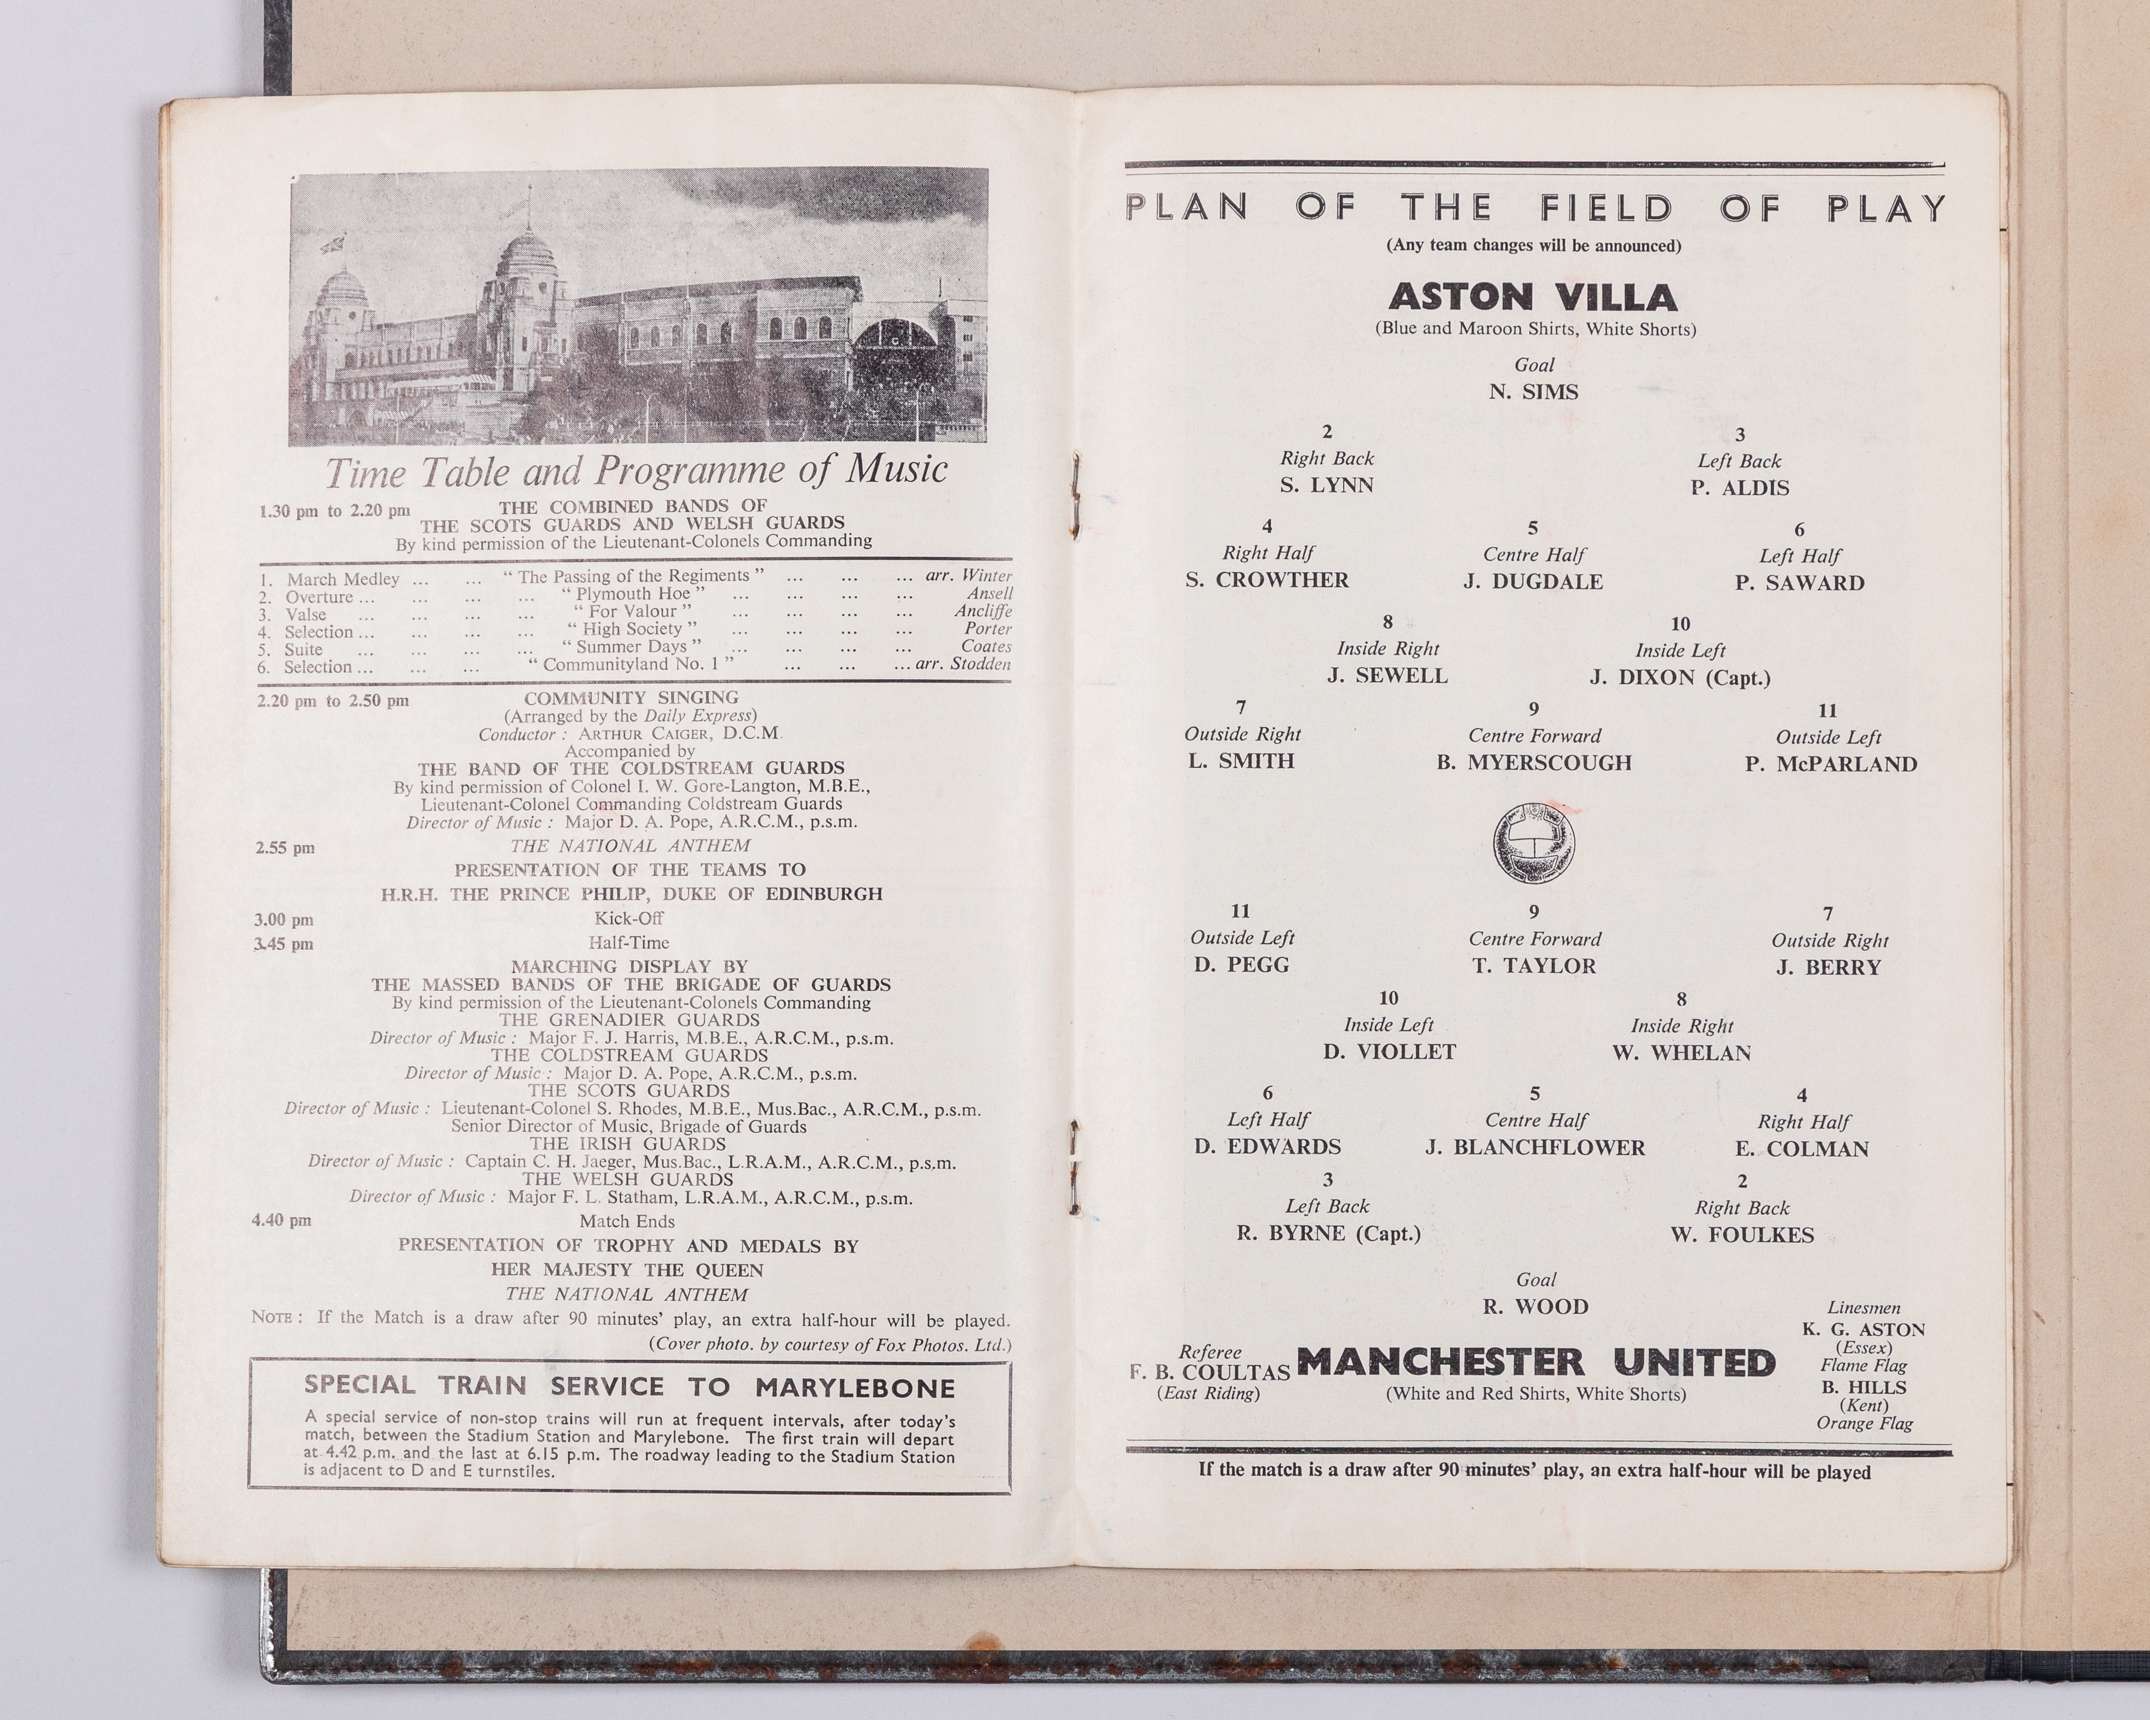 Time Table and Programme of Music
1.30 pm to 2.20 pm THE COMBINED BANDS OF
THE SCOTS GUARDS AND WELSH GUARDS
By kind permission of the Lieutenant-Colonels Commanding
1. March Medley ... ... “ The Passing of the Regiments ” ... ... ... arr. Winter
2. Overture ... ... ... ... “ Plymouth Hoe ” ... ... ... ... Ansell
3. Valse ... ... ... ... “ For Valour ” ... ... ... ... Ancliffe
4. Selection ... ... ... ... “ High Society ” ... ... ... ... Porter
5. Suite ... ... ... ... “ Summer Days ” ... ... ... ... Coates
6. Selection ... ... ... “ Communityland No. 1 ” ... ... ... arr. Stodden
2.20 pm to 2.50 pm COMMUNITY SINGING
(Arranged by the Daily Express)
Conductor : ARTHUR CAIGER, D.C.M.
Accompanied by
THE BAND OF THE COLDSTREAM GUARDS
By kind permission of Colonel I. W. Gore-Langton, M.B.E.,
Lieutenant-Colonel Commanding Coldstream Guards
Director of Music : Major D. A. Pope, A.R.C.M., p.s.m.
2.55 pm THE NATIONAL ANTHEM
PRESENTATION OF THE TEAMS TO
H.R.H. THE PRINCE PHILIP, DUKE OF EDINBURGH
3.00 pm Kick-Off
3.45 pm Half-Time
MARCHING DISPLAY BY
THE MASSED BANDS OF THE BRIGADE OF GUARDS
By kind permission of the Lieutenant-Colonels Commanding
THE GRENADIER GUARDS
Director of Music : Major F. J. Harris, M.B.E., A.R.C.M., p.s.m.
THE COLDSTREAM GUARDS
Director of Music : Major D. A. Pope, A.R.C.M., p.s.m.
THE SCOTS GUARDS
Director of Music : Lieutenant-Colonel S. Rhodes, M.B.E., Mus.Bac., A.R.C.M., p.s.m.
Senior Director of Music, Brigade of Guards
THE IRISH GUARDS
Director of Music : Captain C. H. Jaeger, Mus.Bac., L.R.A.M., A.R.C.M., p.s.m.
THE WELSH GUARDS
Director of Music : Major F. L. Statham, L.R.A.M., A.R.C.M., p.s.m.
4.40 pm Match Ends
PRESENTATION OF TROPHY AND MEDALS BY
HER MAJESTY THE QUEEN
THE NATIONAL ANTHEM
NOTE : If the Match is a draw after 90 minutes’ play, an extra half-hour will be played.
(Cover photo. by courtesy of Fox Photos. Ltd.)
SPECIAL TRAIN SERVICE TO MARYLEBONE
A special service of non-stop trains will run at frequent intervals, after today’s
match, between the Stadium Station and Marylebone. The first train will depart
at 4.42 p.m. and the last at 6.15 p.m. The roadway leading to the Stadium Station
is adjacent to D and E turnstiles.
PLAN OF THE FIELD OF PLAY
(Any team changes will be announced)
ASTON VILLA
(Blue and Maroon Shirts, White Shorts)
Goal
N. SIMS
2 3
Right Back Left Back
S. LYNN P. ALDIS
4 5 6
Right Half Centre Half Left Half
S. CROWTHER J. DUGDALE P. SAWARD
8 10
Inside Right Inside Left
J. SEWELL J. DIXON (Capt.)
7 9 11
Outside Right Centre Forward Outside Left
L. SMITH B. MYERSCOUGH P. McPARLAND
11 9 7
Outside Left Centre Forward Outside Right
D. PEGG T. TAYLOR J. BERRY
10 8
Inside Left Inside Right
D. VIOLLET W. WHELAN
6 5 4
Left Half Centre Half Right Half
D. EDWARDS J. BLANCHFLOWER E. COLMAN
3 2
Left Back Right Back
R. BYRNE (Capt.) W. FOULKES
Goal
R. WOOD
Referee
F. B. COULTAS
(East Riding)
MANCHESTER UNITED
(White and Red Shirts, White Shorts)
Linesmen
K. G. ASTON
(Essex)
Flame Flag
B. HILLS
(Kent)
Orange Flag
If the match is a draw after 90 minutes’ play, an extra half-hour will be played